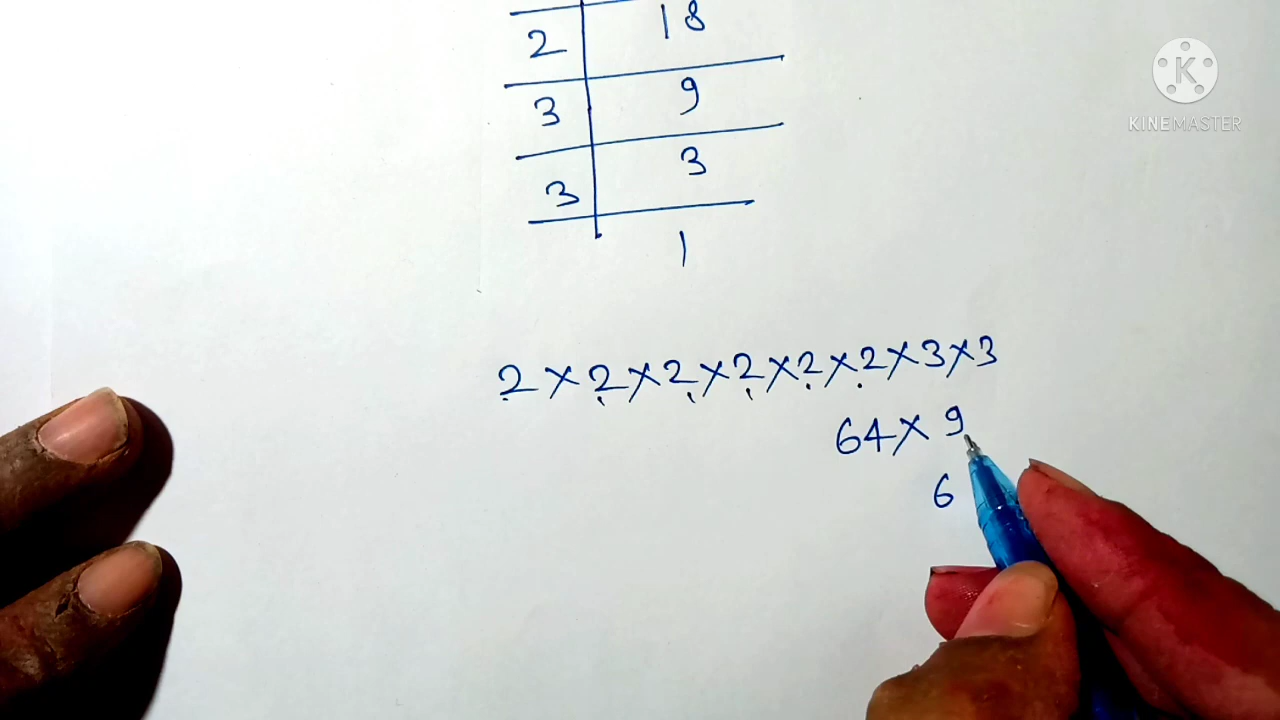 2 18
3 9
3 3
1
2 × 2 × 2 × 2 × 2 × 2 × 3 × 3
64 × 9
6
K
KINEMASTER